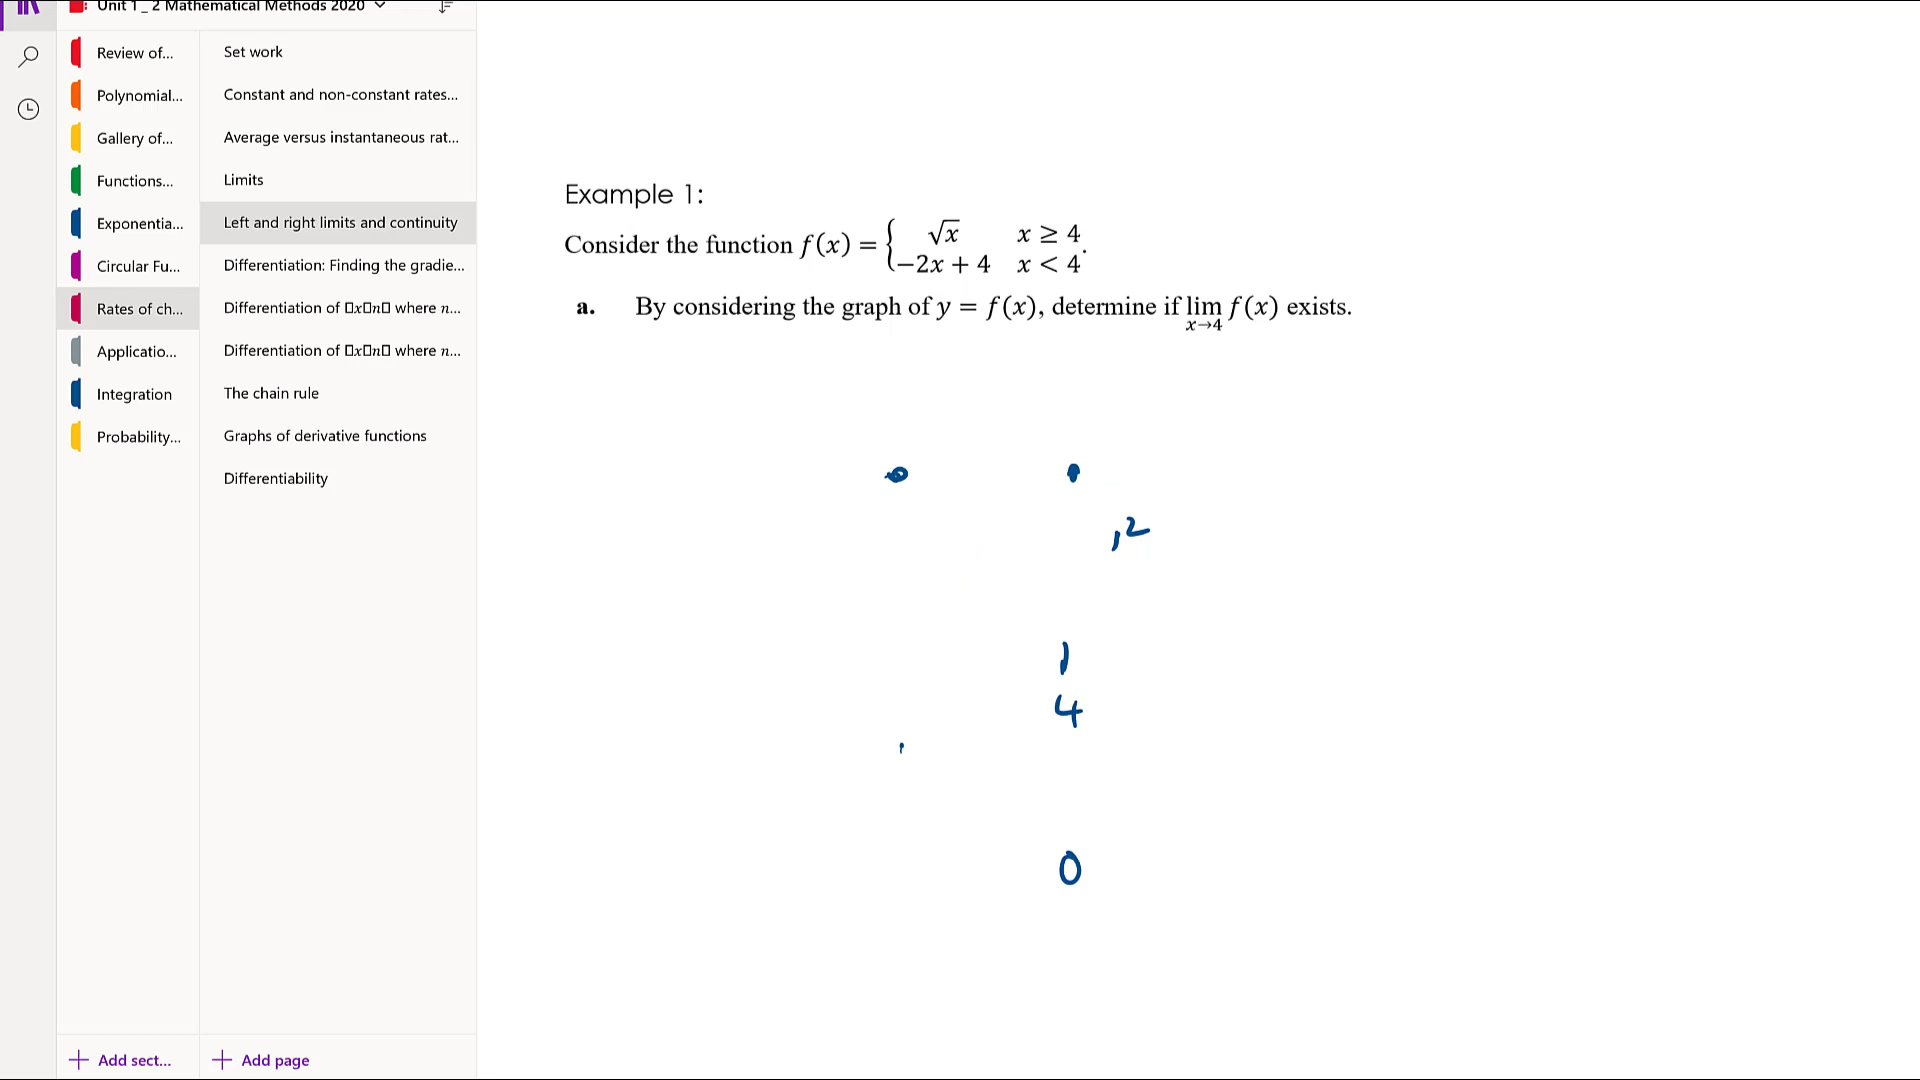 Unit 1 _ 2 Mathematical Methods 2020
Review of...
Polynomial...
Gallery of...
Functions...
Exponentia...
Circular Fu...
Rates of ch...
Applicatio...
Integration
Probability...
Add sect...
Set work
Constant and non-constant rates...
Average versus instantaneous rat...
Limits
Left and right limits and continuity
Differentiation: Finding the gradie...
Differentiation of □x□n□ where n...
Differentiation of □x□n□ where n...
The chain rule
Graphs of derivative functions
Differentiability
Add page
Example 1:
Consider the function f(x) = { √x x ≥ 4
−2x + 4 x < 4.
a. By considering the graph of y = f(x), determine if lim f(x) exists.
x→4
, 2
4
0